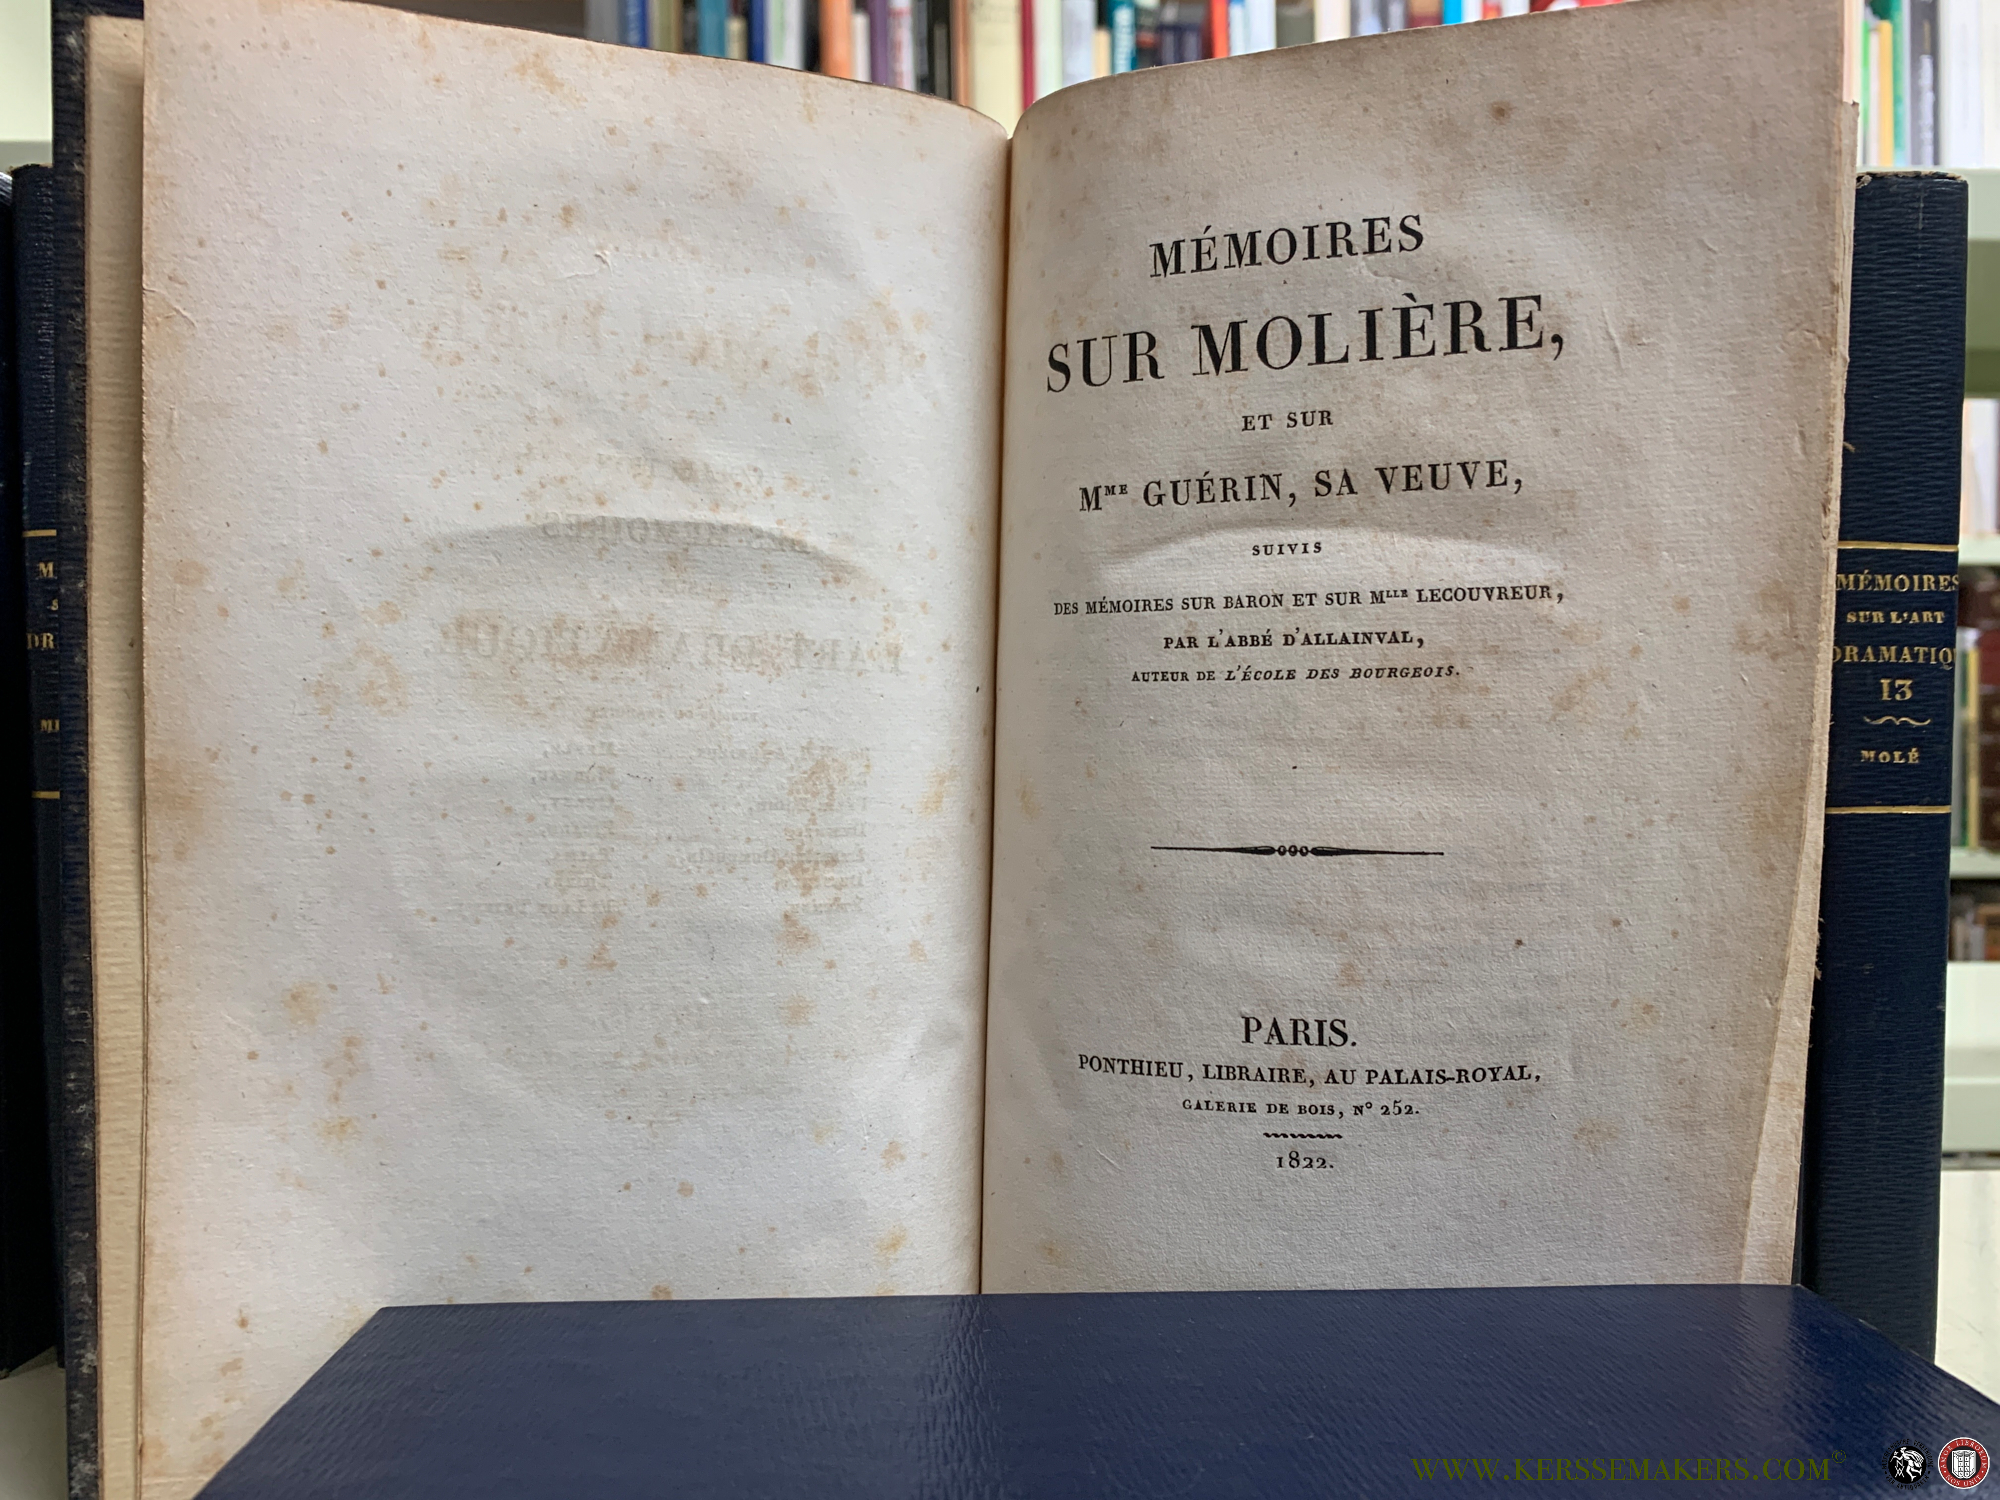 MÉMOIRES
SUR MOLIÈRE,
ET SUR
MME GUÉRIN, SA VEUVE,
SUIVIS
DES MÉMOIRES SUR BARON ET SUR MLLE LECOUVREUR,
PAR L'ABBÉ D'ALLAINVAL,
AUTEUR DE L'ÉCOLE DES BOURGEOIS.
PARIS.
PONTHIEU, LIBRAIRE, AU PALAIS-ROYAL,
GALERIE DE BOIS, N° 252.
1822.
MÉMOIRES
SUR L'ART
DRAMATIQ
13
MOLÉ
WWW.KERSSEMAKERS.COM©